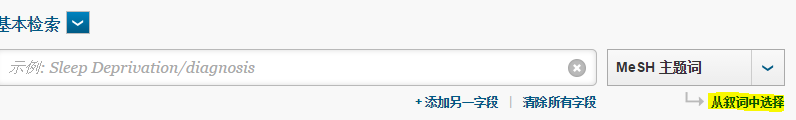 基本检索
示例: Sleep Deprivation/diagnosis
MeSH 主题词
+ 添加另一字段 | 清除所有字段
从叙词中选择